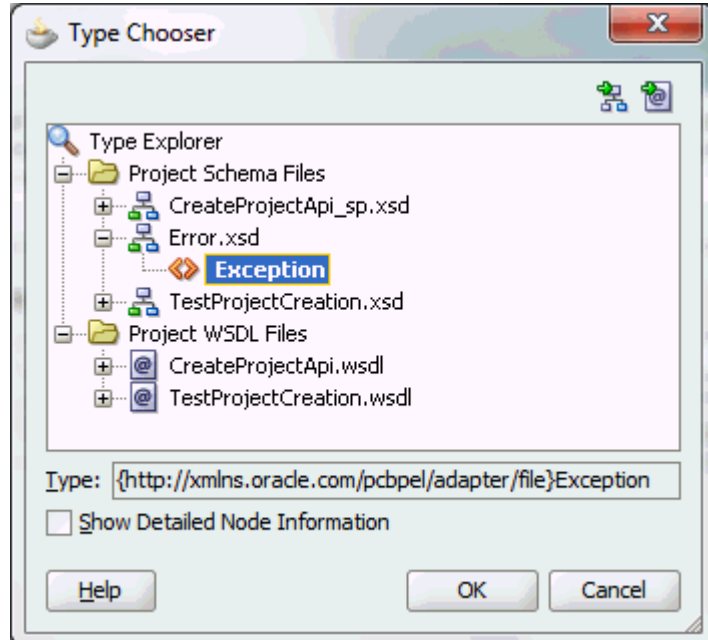 Type Chooser
Type Explorer
Project Schema Files
CreateProjectApi_sp.xsd
Error.xsd
Exception
TestProjectCreation.xsd
Project WSDL Files
CreateProjectApi.wsdl
TestProjectCreation.wsdl
Type: {http://xmlns.oracle.com/pcbpel/adapter/file}Exception
Show Detailed Node Information
Help OK Cancel